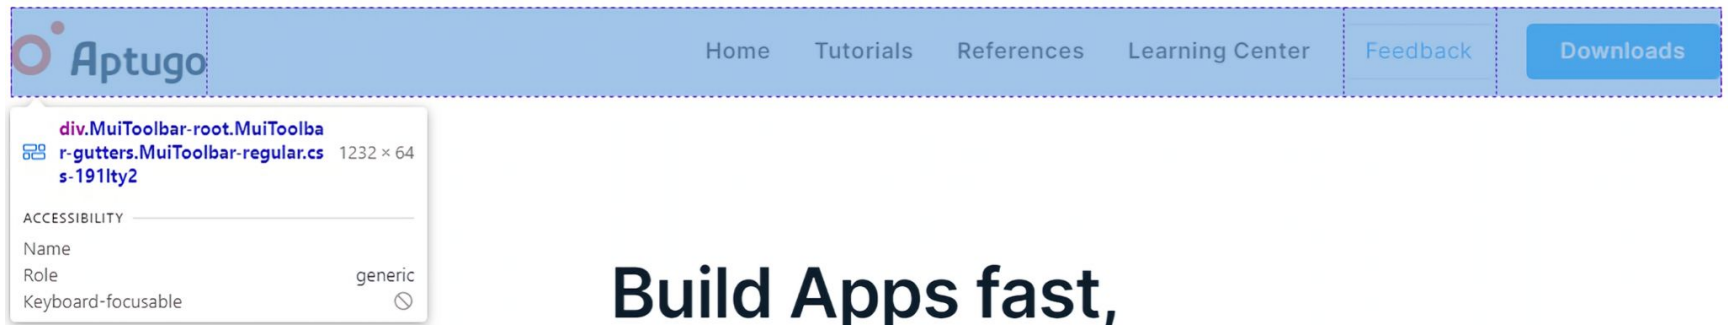 Aptugo
Home Tutorials References Learning Center Feedback Downloads
div.MuiToolbar-root.MuiToolba
r-gutters.MuiToolbar-regular.cs 1232 × 64
s-191lty2
ACCESSIBILITY
Name
Role generic
Keyboard-focusable
Build Apps fast,